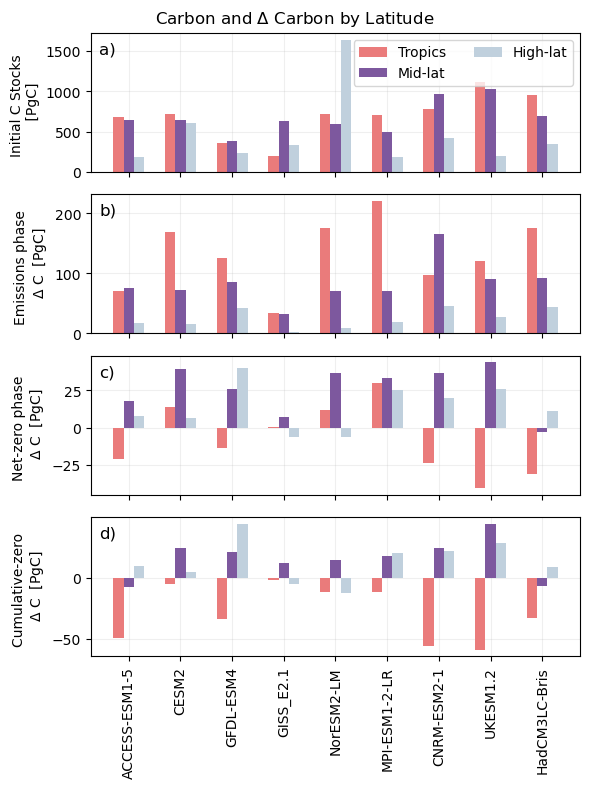 Carbon and Δ Carbon by Latitude
a)
Initial C Stocks
[PgC]
1500
1000
500
0
Tropics
Mid-lat
High-lat
b)
Emissions phase
Δ C [PgC]
200
100
0
c)
Net-zero phase
Δ C [PgC]
25
0
−25
d)
Cumulative-zero
Δ C [PgC]
0
−50
ACCESS-ESM1-5
CESM2
GFDL-ESM4
GISS_E2.1
NorESM2-LM
MPI-ESM1-2-LR
CNRM-ESM2-1
UKESM1.2
HadCM3LC-Bris